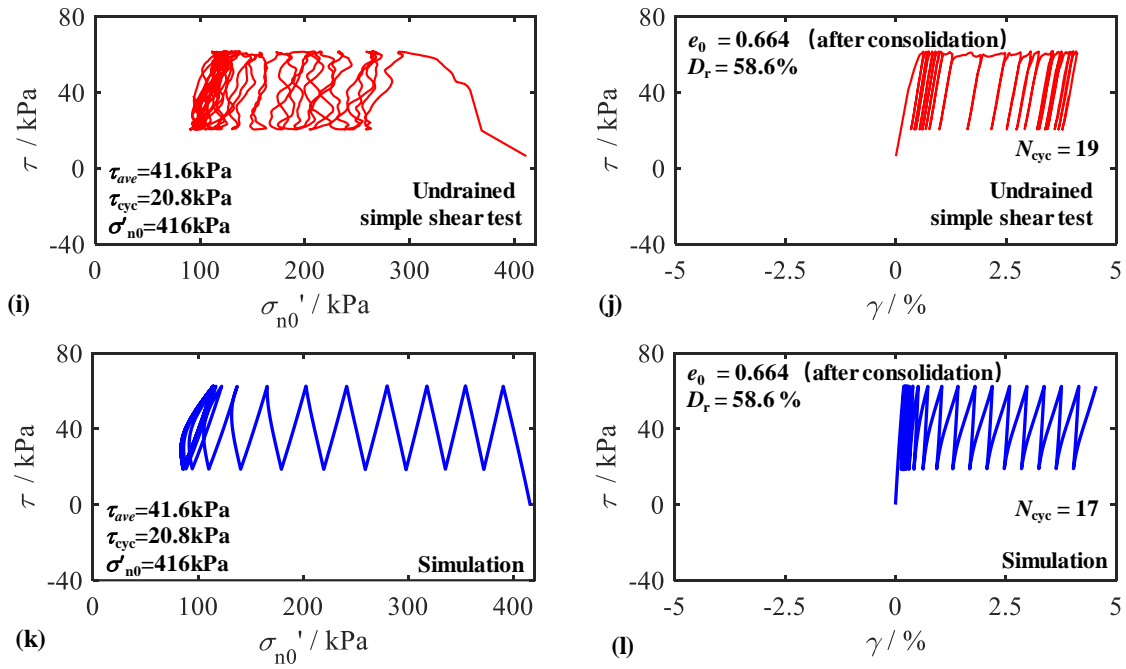 80
40
0
-40
τ / kPa
τave=41.6kPa
τcyc=20.8kPa
σ'n0=416kPa
Undrained
simple shear test
0
100
200
300
400
σn0' / kPa
(i)
80
40
0
-40
τ / kPa
e0 = 0.664 (after consolidation)
Dr = 58.6%
Ncyc = 19
Undrained
simple shear test
-5
-2.5
0
2.5
5
γ / %
(j)
80
40
0
-40
τ / kPa
τave=41.6kPa
τcyc=20.8kPa
σ'n0=416kPa
Simulation
0
100
200
300
400
σn0' / kPa
(k)
80
40
0
-40
τ / kPa
e0 = 0.664 (after consolidation)
Dr = 58.6 %
Ncyc = 17
Simulation
-5
-2.5
0
2.5
5
γ / %
(l)